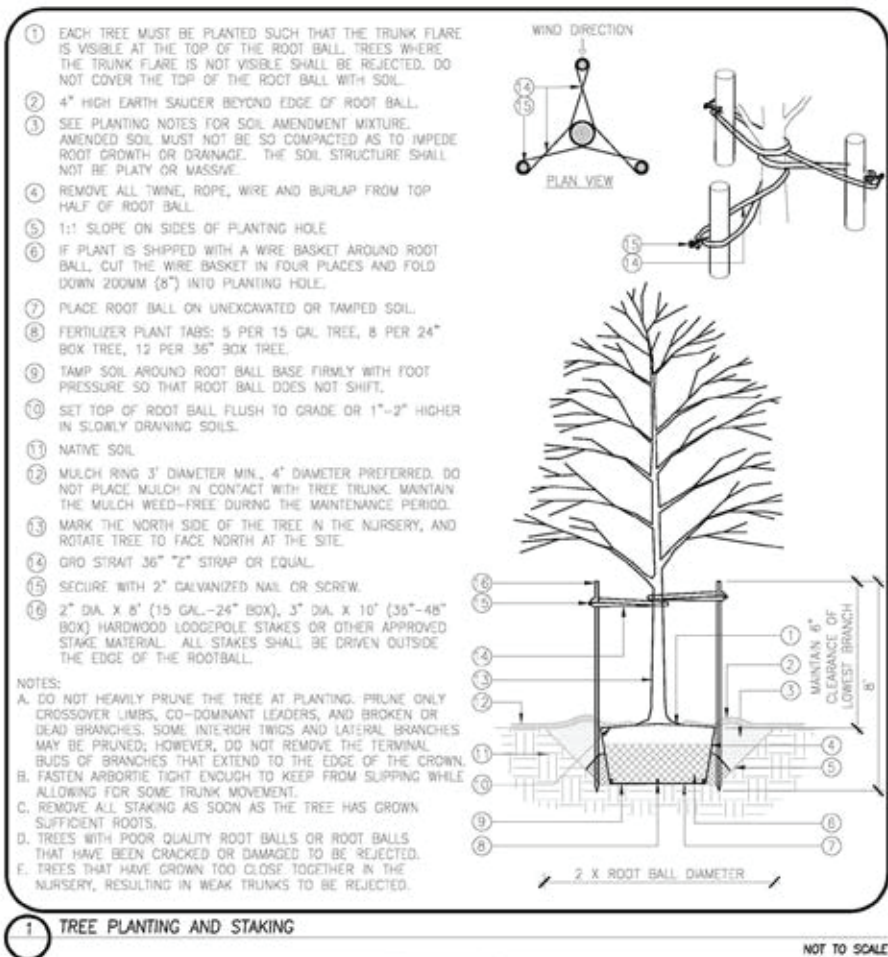 ① EACH TREE MUST BE PLANTED SUCH THAT THE TRUNK FLARE
IS VISIBLE AT THE TOP OF THE ROOT BALL. TREES WHERE
THE TRUNK FLARE IS NOT VISIBLE SHALL BE REJECTED. DO
NOT COVER THE TOP OF THE ROOT BALL WITH SOIL.
② 4" HIGH EARTH SAUCER BEYOND EDGE OF ROOT BALL.
③ SEE PLANTING NOTES FOR SOIL AMENDMENT MIXTURE.
AMENDED SOIL MUST NOT BE SO COMPACTED AS TO IMPEDE
ROOT GROWTH OR DRAINAGE. THE SOIL STRUCTURE SHALL
NOT BE PLATY OR MASSIVE.
④ REMOVE ALL TWINE, ROPE, WIRE AND BURLAP FROM TOP
HALF OF ROOT BALL.
⑤ 1:1 SLOPE ON SIDES OF PLANTING HOLE
⑥ IF PLANT IS SHIPPED WITH A WIRE BASKET AROUND ROOT
BALL, CUT THE WIRE BASKET IN FOUR PLACES AND FOLD
DOWN 200MM (8") INTO PLANTING HOLE.
⑦ PLACE ROOT BALL ON UNEXCAVATED OR TAMPED SOIL.
⑧ FERTILIZER PLANT TABS: 5 PER 15 GAL TREE, 8 PER 24"
BOX TREE, 12 PER 36" BOX TREE.
⑨ TAMP SOIL AROUND ROOT BALL BASE FIRMLY WITH FOOT
PRESSURE SO THAT ROOT BALL DOES NOT SHIFT.
⑩ SET TOP OF ROOT BALL FLUSH TO GRADE OR 1"-2" HIGHER
IN SLOWLY DRAINING SOILS.
⑪ NATIVE SOIL
⑫ MULCH RING 3' DIAMETER MIN., 4' DIAMETER PREFERRED. DO
NOT PLACE MULCH IN CONTACT WITH TREE TRUNK. MAINTAIN
THE MULCH WEED-FREE DURING THE MAINTENANCE PERIOD.
⑬ MARK THE NORTH SIDE OF THE TREE IN THE NURSERY, AND
ROTATE TREE TO FACE NORTH AT THE SITE.
⑭ GRO STRAIT 36" "Z" STRAP OR EQUAL.
⑮ SECURE WITH 2" GALVANIZED NAIL OR SCREW.
⑯ 2" DIA. X 8' (15 GAL.-24" BOX), 3" DIA. X 10' (36"-48"
BOX) HARDWOOD LODGEPOLE STAKES OR OTHER APPROVED
STAKE MATERIAL. ALL STAKES SHALL BE DRIVEN OUTSIDE
THE EDGE OF THE ROOTBALL.
NOTES:
A. DO NOT HEAVILY PRUNE THE TREE AT PLANTING. PRUNE ONLY
CROSSOVER LIMBS, CO-DOMINANT LEADERS, AND BROKEN OR
DEAD BRANCHES. SOME INTERIOR TWIGS AND LATERAL BRANCHES
MAY BE PRUNED; HOWEVER, DO NOT REMOVE THE TERMINAL
BUDS OF BRANCHES THAT EXTEND TO THE EDGE OF THE CROWN.
B. FASTEN ARBORTIE TIGHT ENOUGH TO KEEP FROM SLIPPING WHILE
ALLOWING FOR SOME TRUNK MOVEMENT.
C. REMOVE ALL STAKING AS SOON AS THE TREE HAS GROWN
SUFFICIENT ROOTS.
D. TREES WITH POOR QUALITY ROOT BALLS OR ROOT BALLS
THAT HAVE BEEN CRACKED OR DAMAGED TO BE REJECTED.
E. TREES THAT HAVE GROWN TOO CLOSE TOGETHER IN THE
NURSERY, RESULTING IN WEAK TRUNKS TO BE REJECTED.
WIND DIRECTION
⑭
⑮
PLAN VIEW
⑮
⑭
⑯
⑮
⑭
⑬
⑫
⑪
⑩
⑨
⑧
①
②
③
④
⑤
⑥
⑦
MAINTAIN 6"
CLEARANCE OF
LOWEST BRANCH
8'
2 X ROOT BALL DIAMETER
1 TREE PLANTING AND STAKING
NOT TO SCALE